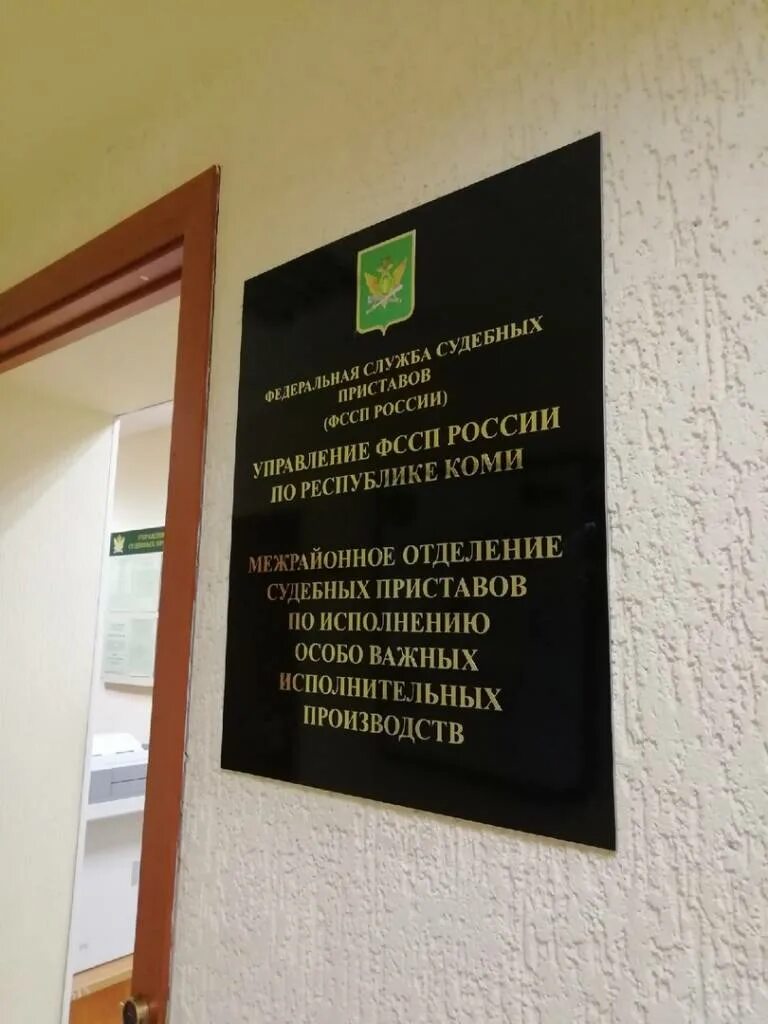 ФЕДЕРАЛЬНАЯ СЛУЖБА СУДЕБНЫХ
ПРИСТАВОВ
(ФССП РОССИИ)
УПРАВЛЕНИЕ ФССП РОССИИ
ПО РЕСПУБЛИКЕ КОМИ
МЕЖРАЙОННОЕ ОТДЕЛЕНИЕ
СУДЕБНЫХ ПРИСТАВОВ
ПО ИСПОЛНЕНИЮ
ОСОБО ВАЖНЫХ
ИСПОЛНИТЕЛЬНЫХ
ПРОИЗВОДСТВ